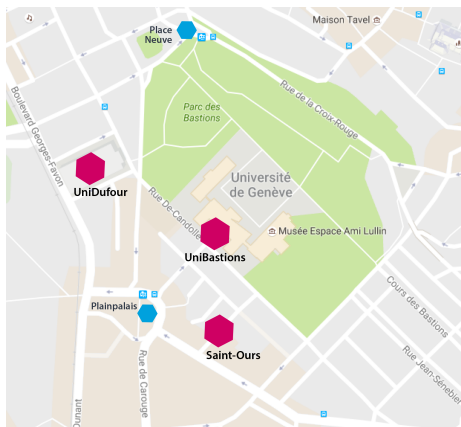 Maison Tavel
Place
Neuve
Rue de la Croix-Rouge
Boulevard Georges-Favon
Parc des
Bastions
Université
de Genève
UniDufour
Rue De-Candolle
Musée Espace Ami Lullin
UniBastions
Cours des Bastions
Plainpalais
Saint-Ours
Rue de Carouge
Rue Jean-Sénebier
Dunant